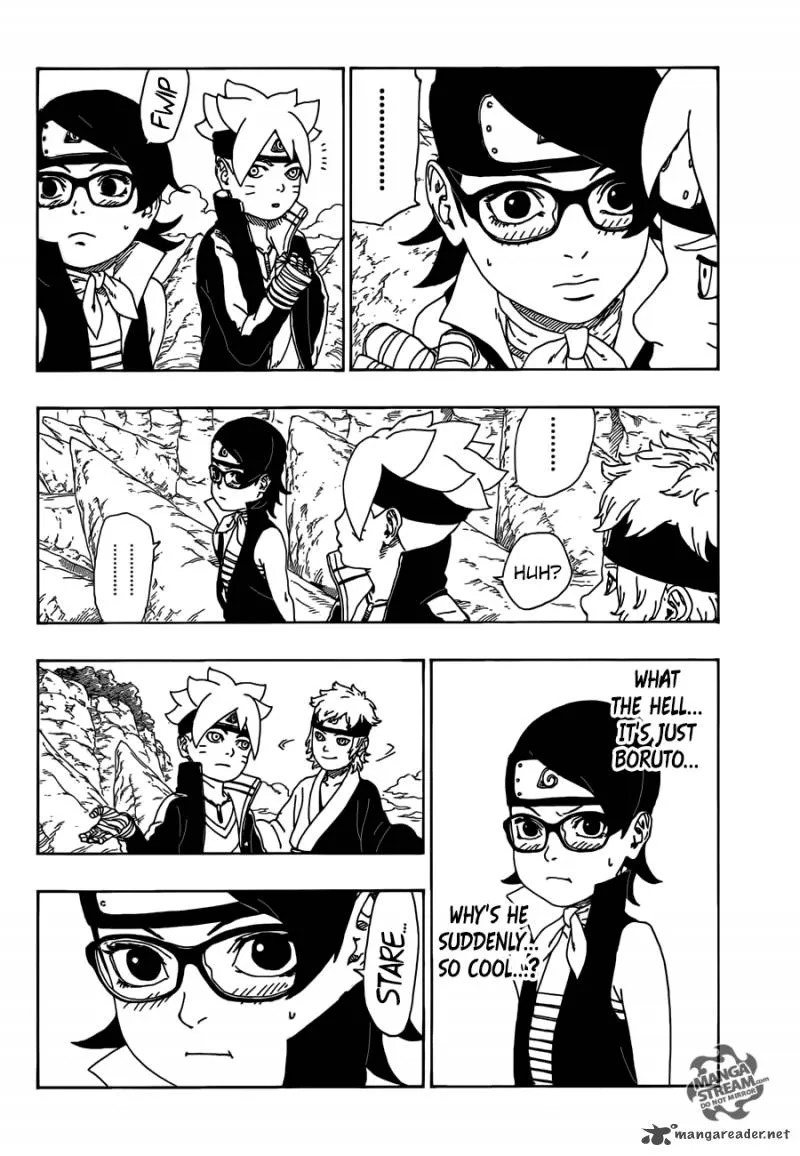 .........
FWIP
.........
HUH?
.........
WHAT
THE HELL...
IT'S JUST
BORUTO...
WHY'S HE
SUDDENLY...
SO COOL...?
STARE...
MANGA
STREAM.com
DO NOT MIRROR!
mangareader.net